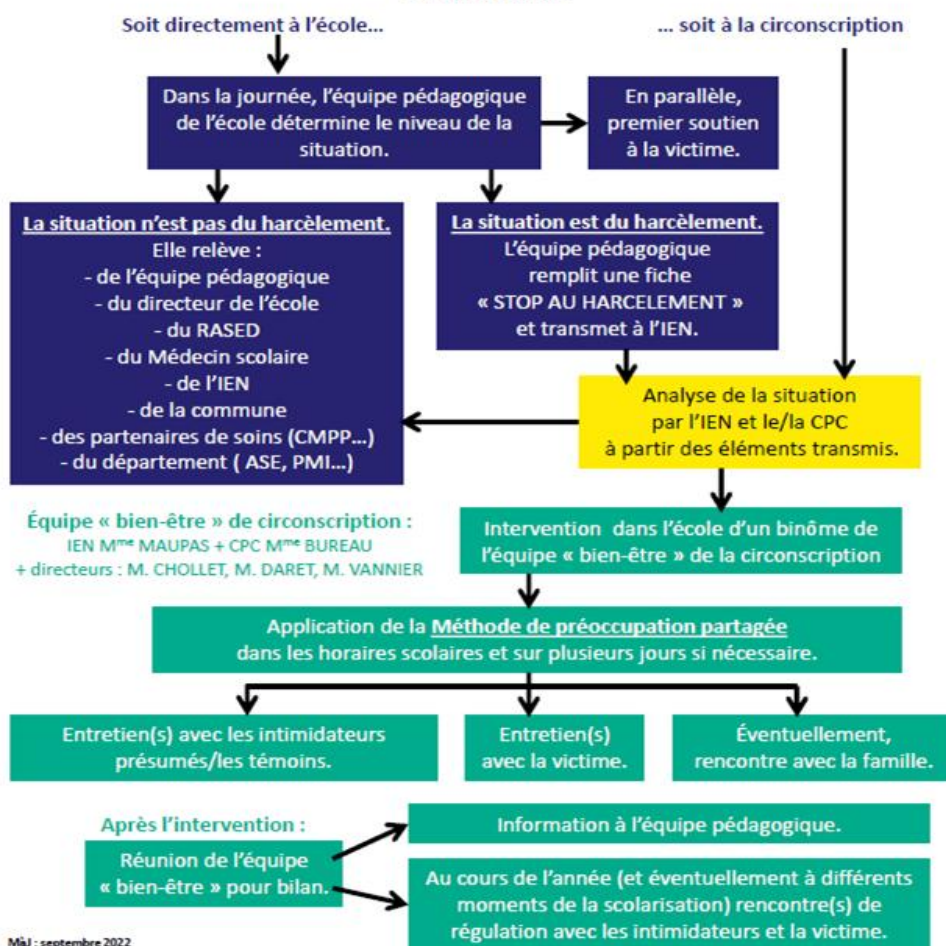 Soit directement à l'école...
... soit à la circonscription
Dans la journée, l'équipe pédagogique
de l'école détermine le niveau de la
situation.
En parallèle,
premier soutien
à la victime.
La situation n'est pas du harcèlement.
Elle relève :
- de l'équipe pédagogique
- du directeur de l'école
- du RASED
- du Médecin scolaire
- de l'IEN
- de la commune
- des partenaires de soins (CMPP...)
- du département ( ASE, PMI...)
La situation est du harcèlement.
L'équipe pédagogique
remplit une fiche
« STOP AU HARCELEMENT »
et transmet à l'IEN.
Analyse de la situation
par l'IEN et le/la CPC
à partir des éléments transmis.
Équipe « bien-être » de circonscription :
IEN Mme MAUPAS + CPC Mme BUREAU
+ directeurs : M. CHOLLET, M. DARET, M. VANNIER
Intervention dans l'école d'un binôme de
l'équipe « bien-être » de la circonscription
Application de la Méthode de préoccupation partagée
dans les horaires scolaires et sur plusieurs jours si nécessaire.
Entretien(s) avec les intimidateurs
présumés/les témoins.
Entretien(s)
avec la victime.
Éventuellement,
rencontre avec la famille.
Après l'intervention :
Réunion de l'équipe
« bien-être » pour bilan.
Information à l'équipe pédagogique.
Au cours de l'année (et éventuellement à différents
moments de la scolarisation) rencontre(s) de
régulation avec les intimidateurs et la victime.
MàJ : septembre 2022